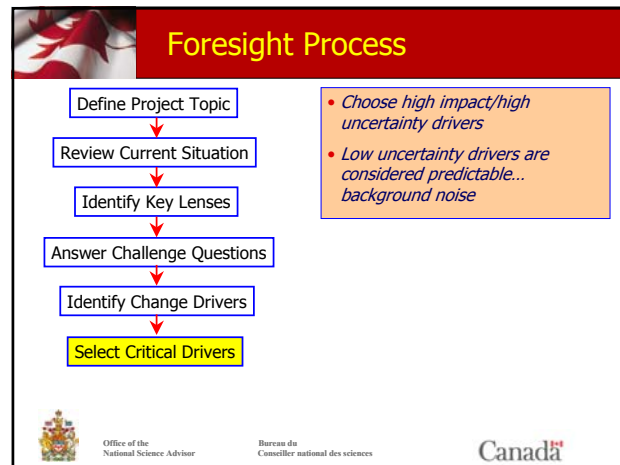 Foresight Process
Define Project Topic
Review Current Situation
Identify Key Lenses
Answer Challenge Questions
Identify Change Drivers
Select Critical Drivers
• Choose high impact/high
uncertainty drivers
• Low uncertainty drivers are
considered predictable…
background noise
Office of the
National Science Advisor
Bureau du
Conseiller national des sciences
Canada